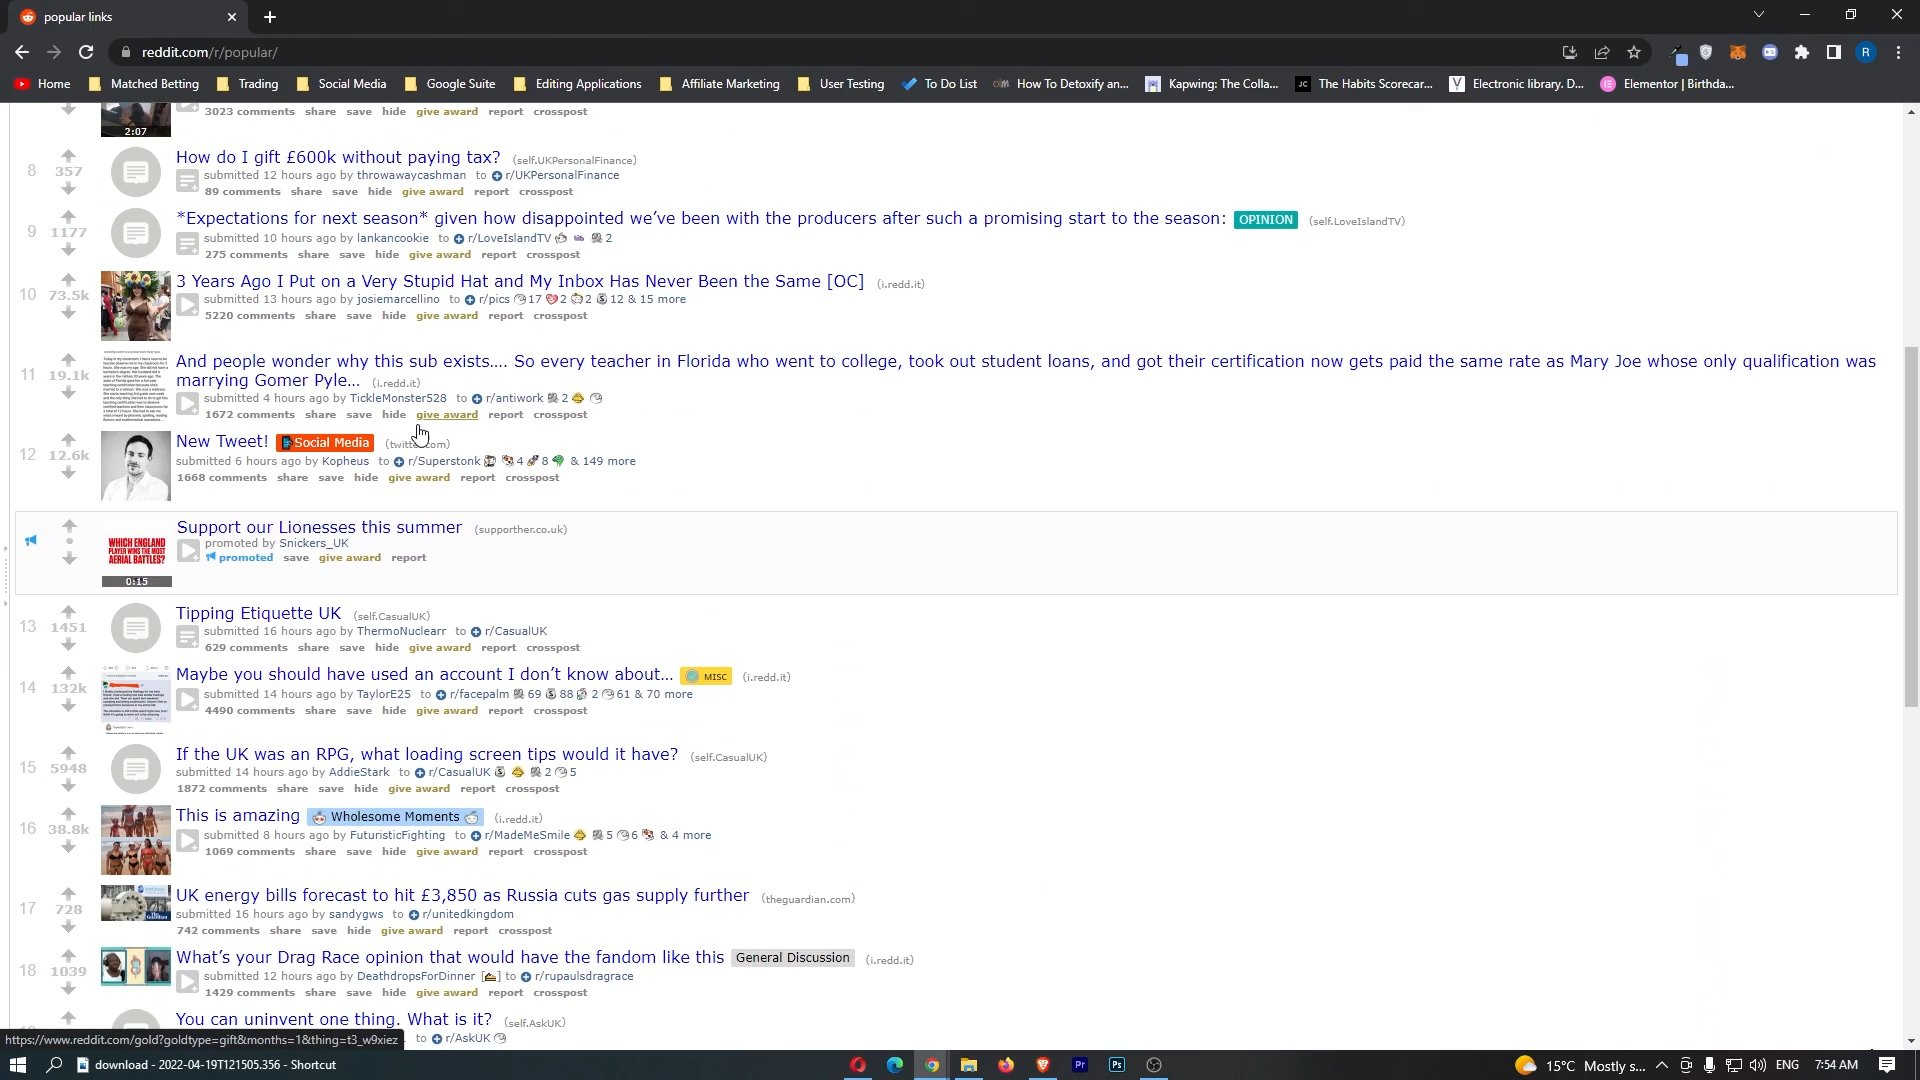 popular links
reddit.com/r/popular/
Home Matched Betting Trading Social Media Google Suite Editing Applications Affiliate Marketing User Testing To Do List How To Detoxify an... Kapwing: The Colla... The Habits Scorecar... Electronic library. D... Elementor | Birthda...
3023 comments share save hide give award report crosspost
2:07
8 357 How do I gift £600k without paying tax? (self.UKPersonalFinance)
submitted 12 hours ago by throwawaycashman to r/UKPersonalFinance
89 comments share save hide give award report crosspost
9 1177 *Expectations for next season* given how disappointed we've been with the producers after such a promising start to the season: OPINION (self.LoveIslandTV)
submitted 10 hours ago by lankancookie to r/LoveIslandTV 2
275 comments share save hide give award report crosspost
10 73.5k 3 Years Ago I Put on a Very Stupid Hat and My Inbox Has Never Been the Same [OC] (i.redd.it)
submitted 13 hours ago by josiemarcellino to r/pics 17 2 2 12 & 15 more
5220 comments share save hide give award report crosspost
11 19.1k And people wonder why this sub exists.... So every teacher in Florida who went to college, took out student loans, and got their certification now gets paid the same rate as Mary Joe whose only qualification was
marrying Gomer Pyle... (i.redd.it)
submitted 4 hours ago by TickleMonster528 to r/antiwork 2
1672 comments share save hide give award report crosspost
12 12.6k New Tweet! Social Media (twitter.com)
submitted 6 hours ago by Kopheus to r/Superstonk 4 8 & 149 more
1668 comments share save hide give award report crosspost
Support our Lionesses this summer (supporther.co.uk)
promoted by Snickers_UK
promoted save give award report
WHICH ENGLAND
PLAYER WINS THE MOST
AERIAL BATTLES?
0:15
13 1451 Tipping Etiquette UK (self.CasualUK)
submitted 16 hours ago by ThermoNuclearr to r/CasualUK
629 comments share save hide give award report crosspost
14 132k Maybe you should have used an account I don't know about... MISC (i.redd.it)
submitted 14 hours ago by TaylorE25 to r/facepalm 69 88 2 61 & 70 more
4490 comments share save hide give award report crosspost
15 5948 If the UK was an RPG, what loading screen tips would it have? (self.CasualUK)
submitted 14 hours ago by AddieStark to r/CasualUK 2 5
1872 comments share save hide give award report crosspost
16 38.8k This is amazing Wholesome Moments (i.redd.it)
submitted 8 hours ago by FuturisticFighting to r/MadeMeSmile 5 6 & 4 more
1069 comments share save hide give award report crosspost
17 728 UK energy bills forecast to hit £3,850 as Russia cuts gas supply further (theguardian.com)
submitted 16 hours ago by sandygws to r/unitedkingdom
742 comments share save hide give award report crosspost
18 1039 What's your Drag Race opinion that would have the fandom like this General Discussion (i.redd.it)
submitted 12 hours ago by DeathdropsForDinner to r/rupaulsdragrace
1429 comments share save hide give award report crosspost
You can uninvent one thing. What is it? (self.AskUK)
https://www.reddit.com/gold?goldtype=gift&months=1&thing=t3_w9xiez to r/AskUK
download - 2022-04-19T121505.356 - Shortcut
15°C Mostly s... ENG 7:54 AM